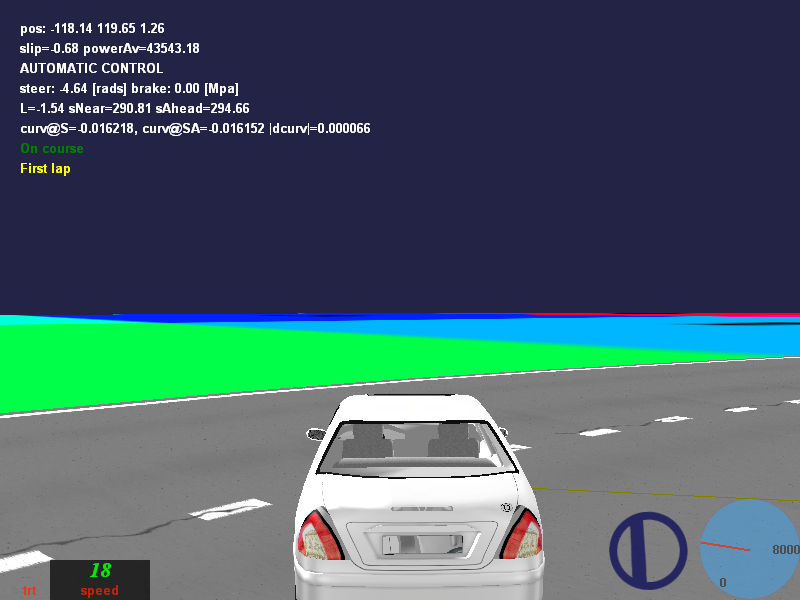 pos: -118.14 119.65 1.26
slip=-0.68 powerAv=43543.18
AUTOMATIC CONTROL
steer: -4.64 [rads] brake: 0.00 [Mpa]
L=-1.54 sNear=290.81 sAhead=294.66
curv@S=-0.016218, curv@SA=-0.016152 |dcurv|=0.000066
On course
First lap
8000
18
0
trt speed